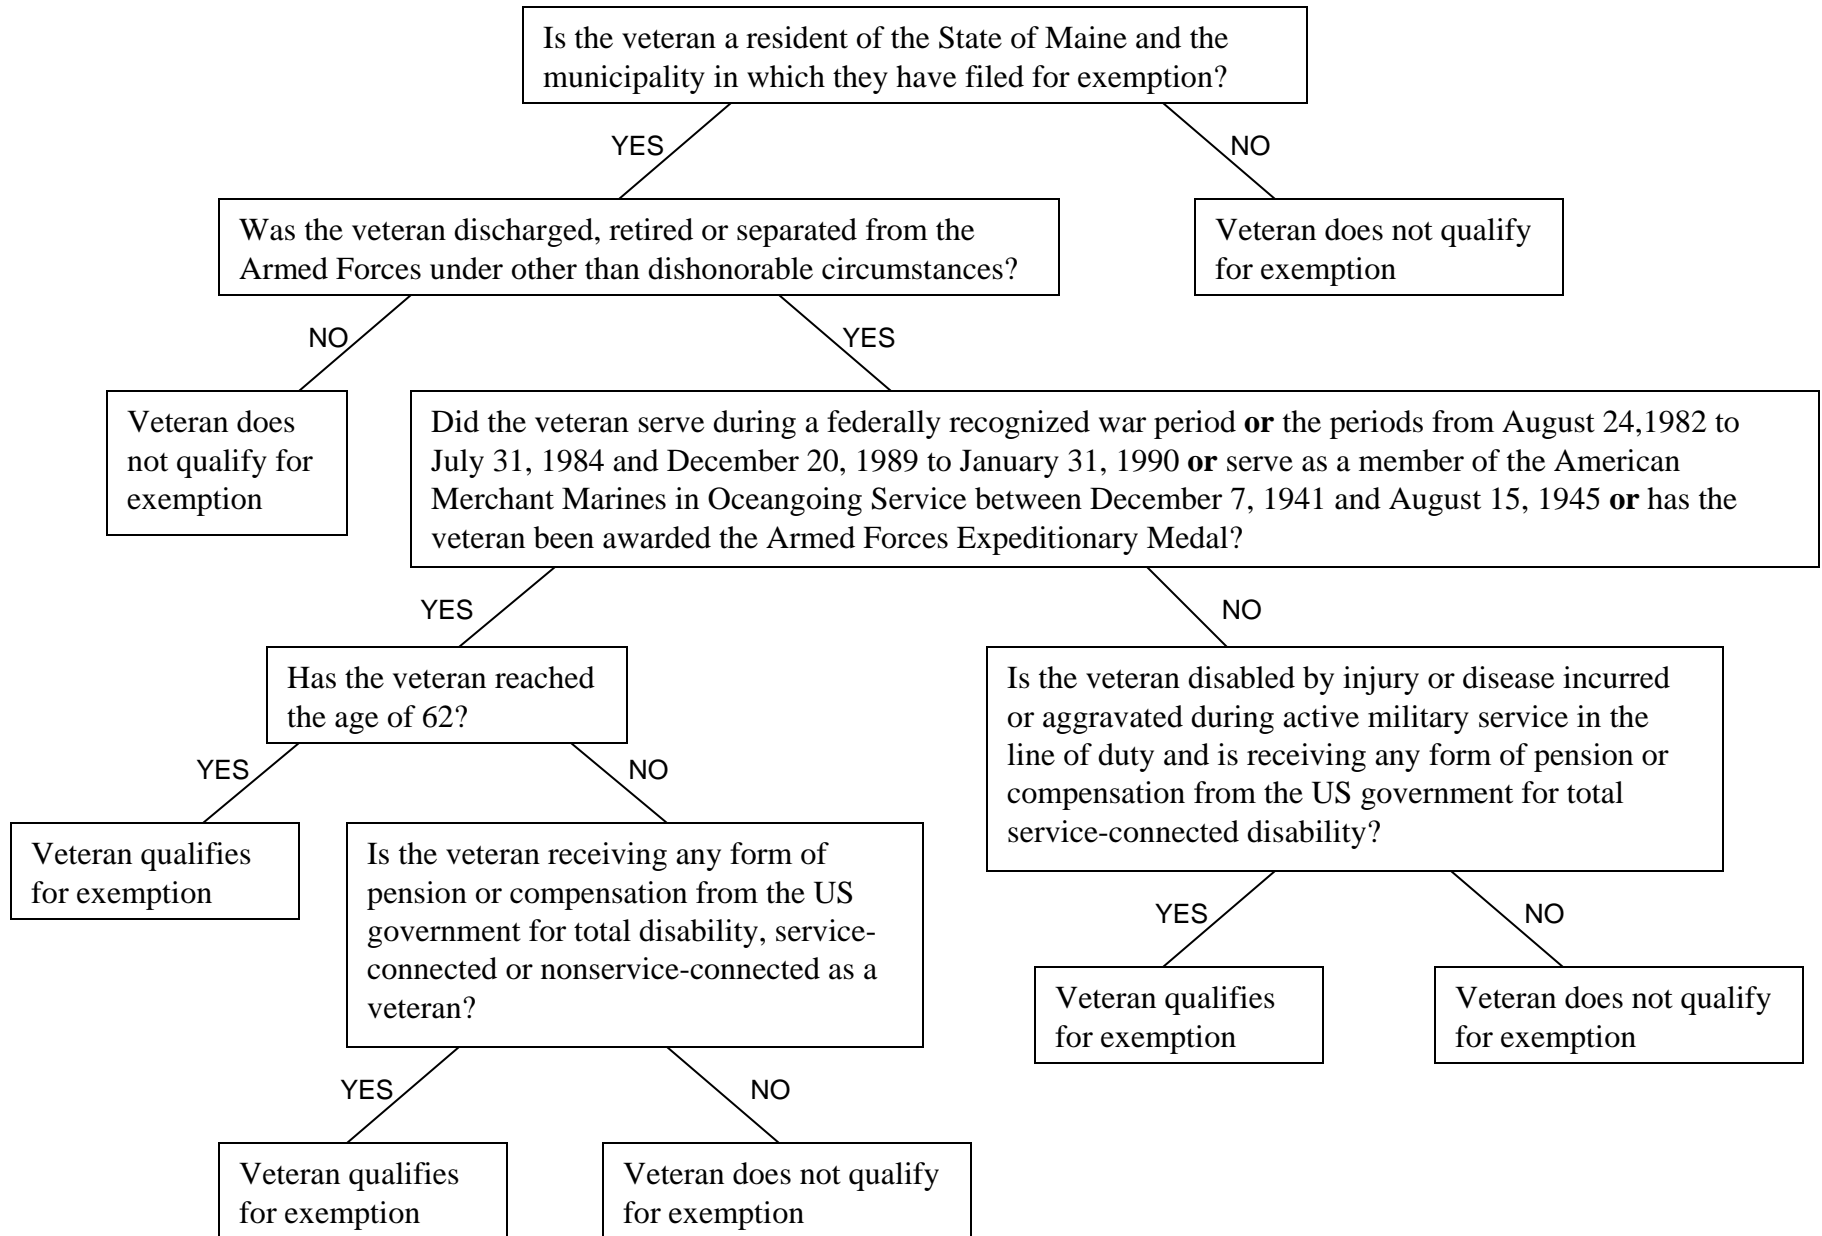 Is the veteran a resident of the State of Maine and the
municipality in which they have filed for exemption?
YES
NO
Was the veteran discharged, retired or separated from the
Armed Forces under other than dishonorable circumstances?
Veteran does not qualify
for exemption
NO
YES
Veteran does
not qualify for
exemption
Did the veteran serve during a federally recognized war period or the periods from August 24,1982 to
July 31, 1984 and December 20, 1989 to January 31, 1990 or serve as a member of the American
Merchant Marines in Oceangoing Service between December 7, 1941 and August 15, 1945 or has the
veteran been awarded the Armed Forces Expeditionary Medal?
YES
NO
Has the veteran reached
the age of 62?
Is the veteran disabled by injury or disease incurred
or aggravated during active military service in the
line of duty and is receiving any form of pension or
compensation from the US government for total
service-connected disability?
YES
NO
Veteran qualifies
for exemption
Is the veteran receiving any form of
pension or compensation from the US
government for total disability, service-
connected or nonservice-connected as a
veteran?
YES
NO
Veteran qualifies
for exemption
Veteran does not qualify
for exemption
YES
NO
Veteran qualifies
for exemption
Veteran does not qualify
for exemption